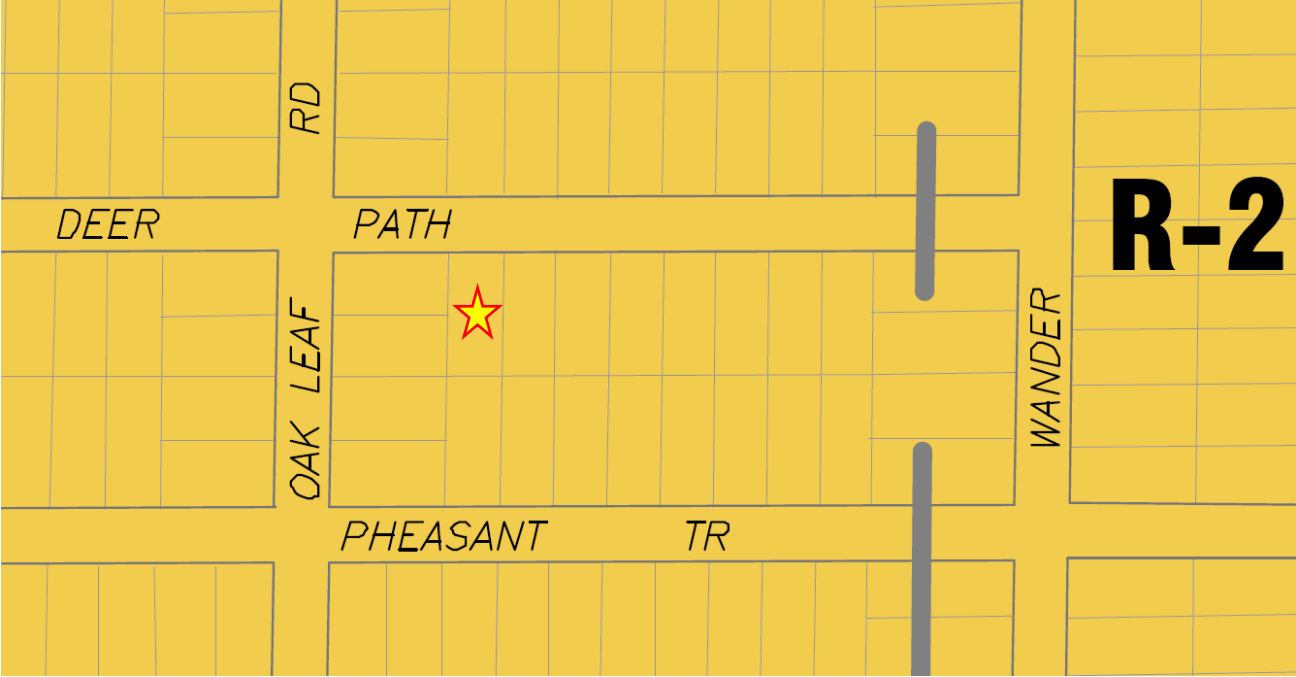 RD
DEER PATH
R-2
OAK LEAF
WANDER
PHEASANT TR